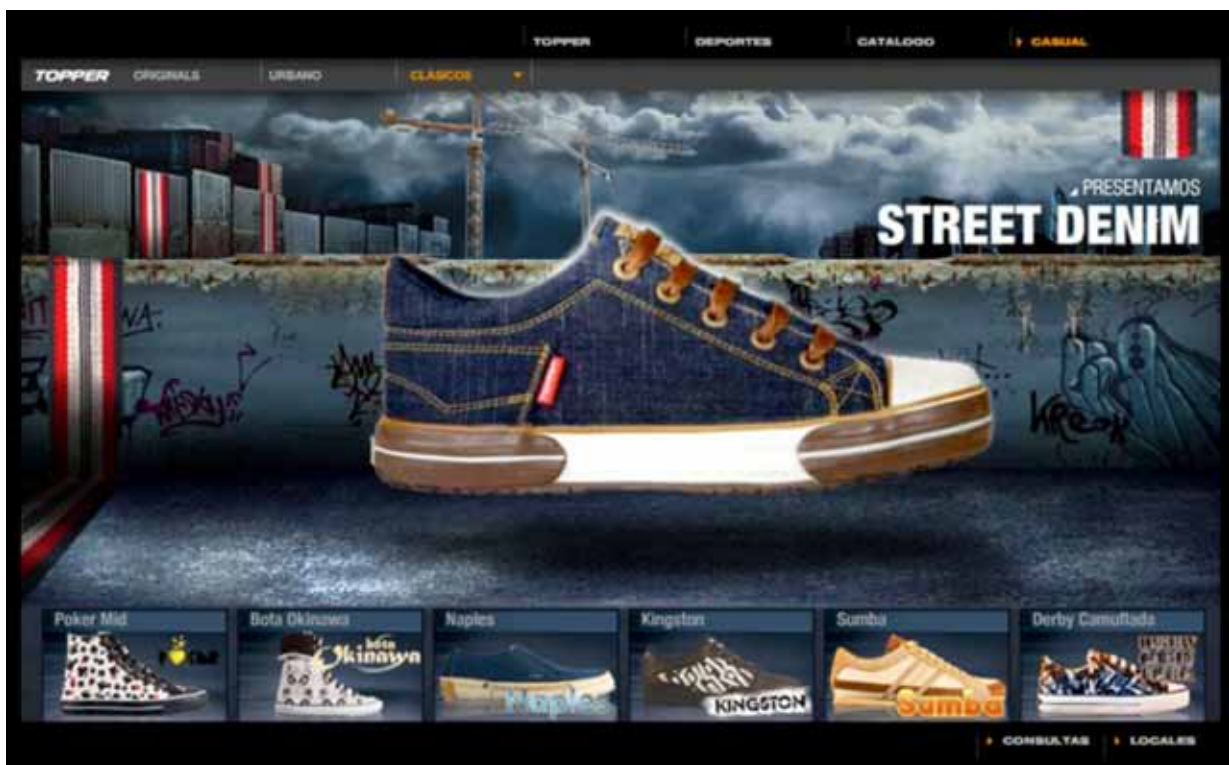 TOPPER DEPORTES CATALOGO CASUAL
TOPPER ORIGINALS URBANO CLASICOS
PRESENTAMOS
STREET DENIM
Poker Mid Bota Okinawa Naples Kingston Sumba Derby Camuflada
bota
Okinawa
Naples
KINGSTON
Sumba
CONSULTAS LOCALES